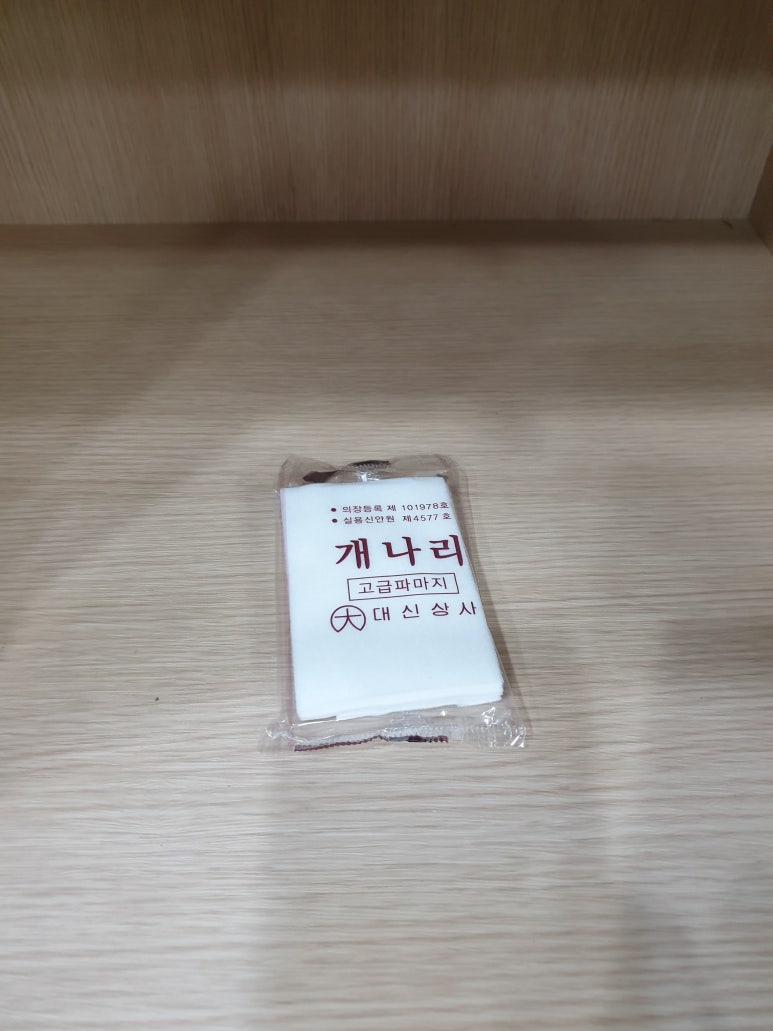 ● 의장등록 제 101978호
● 실용신안원 제4577 호
개나리
고급파마지
大 대신상사